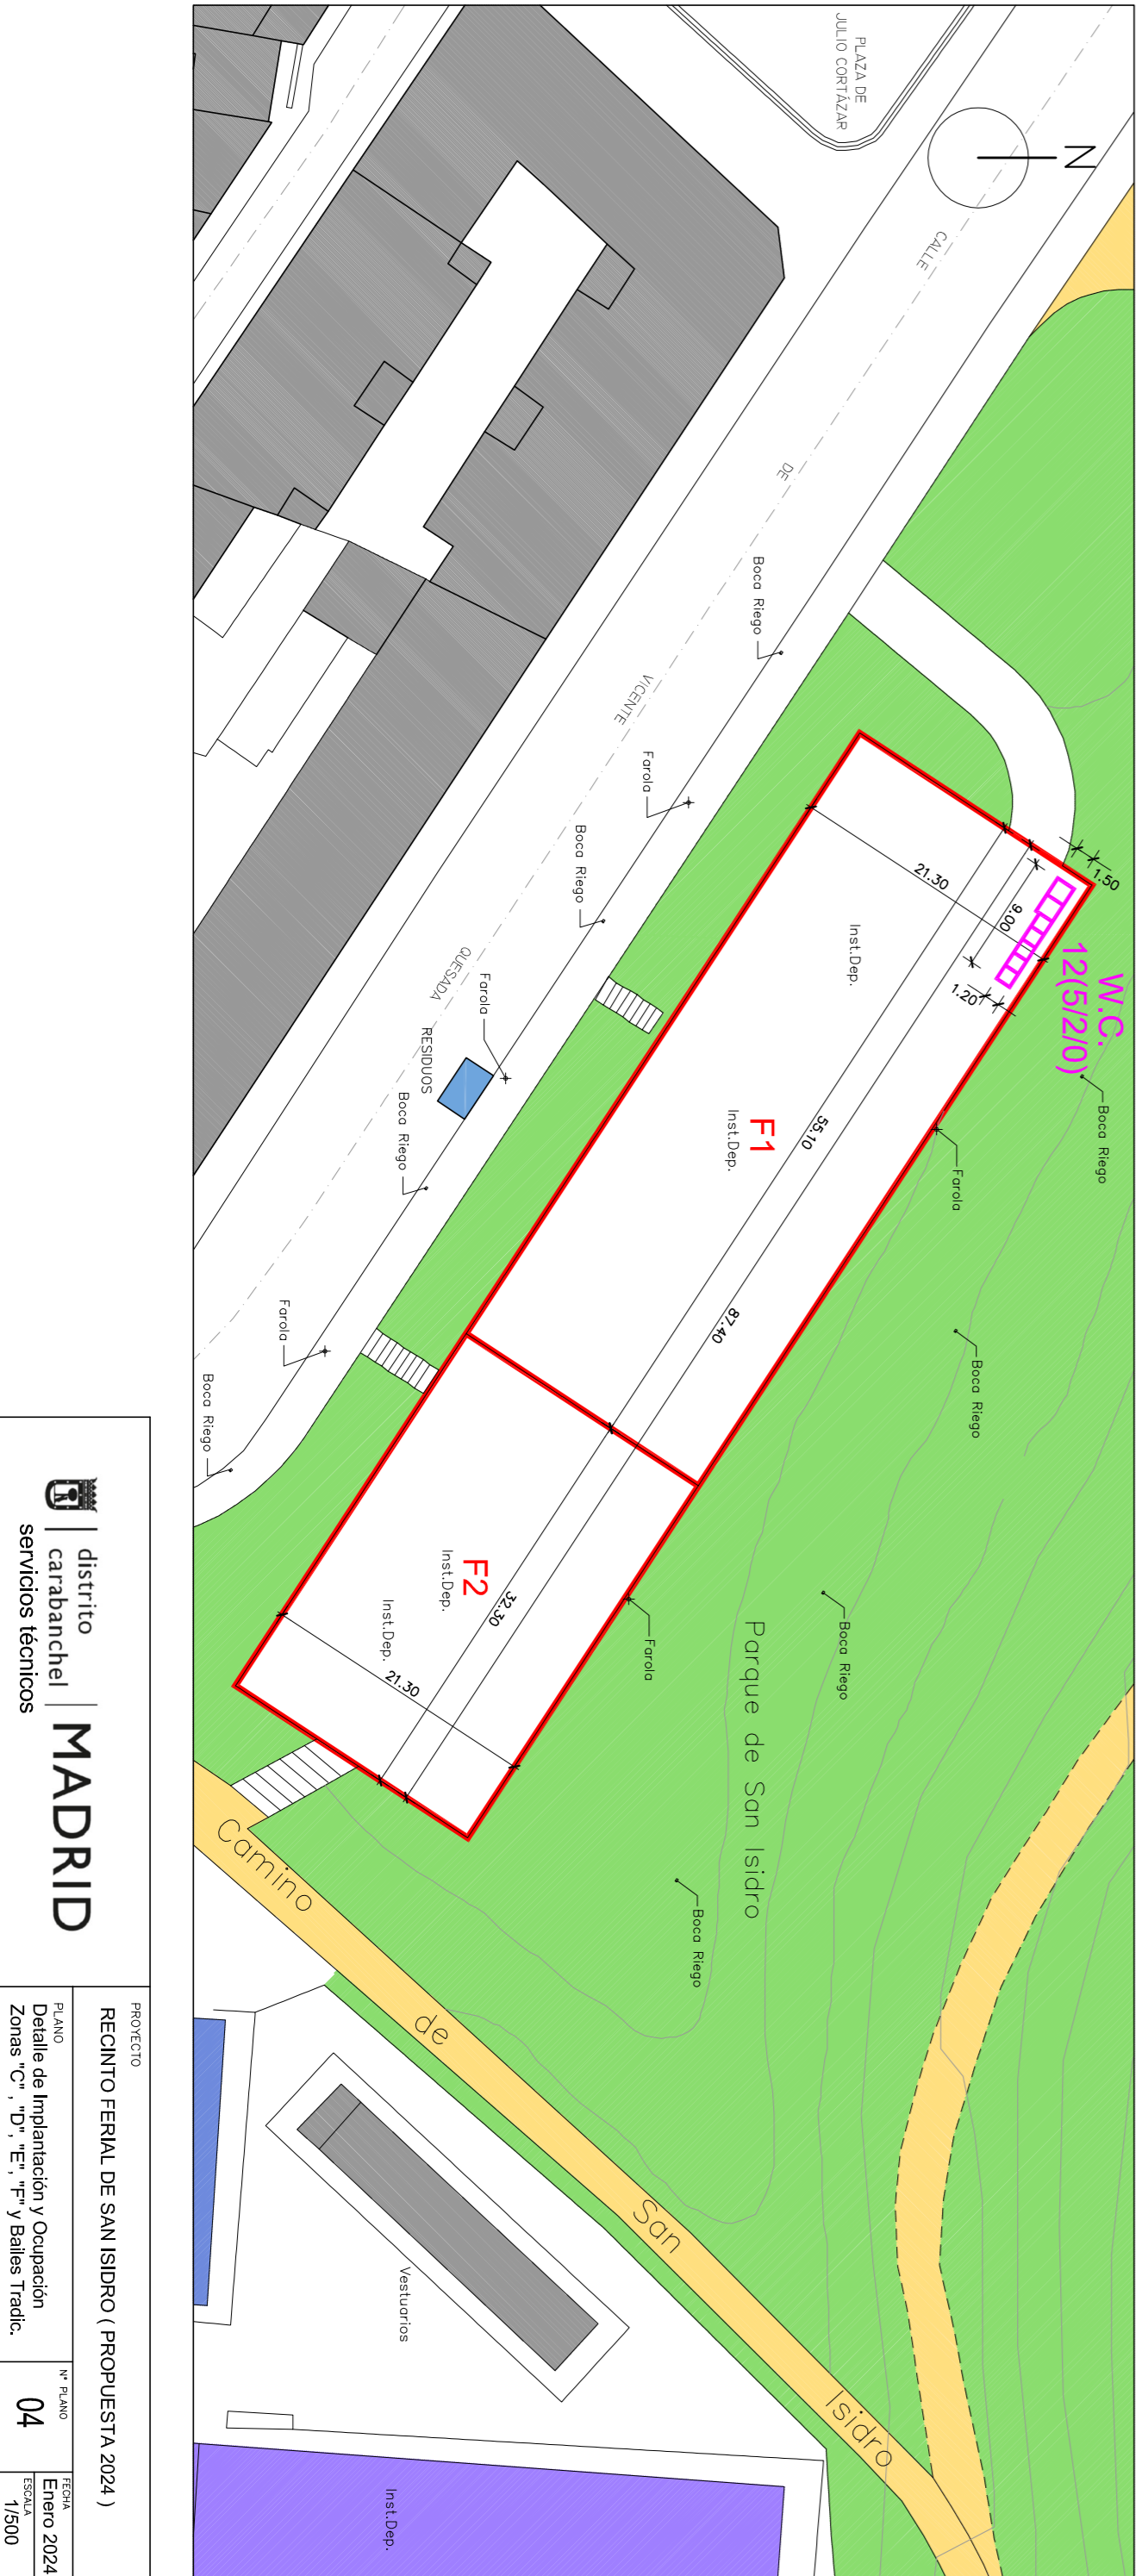 PLAZA DE
JULIO CORTÁZAR
N
CALLE
DE
VICENTE
QUESADA
Boca Riego
Farola
Boca Riego
Farola
RESIDUOS
Boca Riego
Farola
Boca Riego
W.C.
12(5/2/0)
1.50
9.00
1.20
21.30
Inst.Dep.
55.10
F1
Inst.Dep.
87.40
Boca Riego
Farola
Boca Riego
F2
Inst.Dep.
32.30
Inst.Dep.
21.30
Farola
Boca Riego
Parque de San Isidro
Boca Riego
Camino
de
San
Isidro
Vestuarios
Inst.Dep.
distrito
carabanchel
MADRID
servicios técnicos
PROYECTO
RECINTO FERIAL DE SAN ISIDRO ( PROPUESTA 2024 )
PLANO
Detalle de Implantación y Ocupación
Zonas "C" , "D" , "E" , "F" y Bailes Tradic.
Nº PLANO
04
FECHA
Enero 2024
ESCALA
1/500